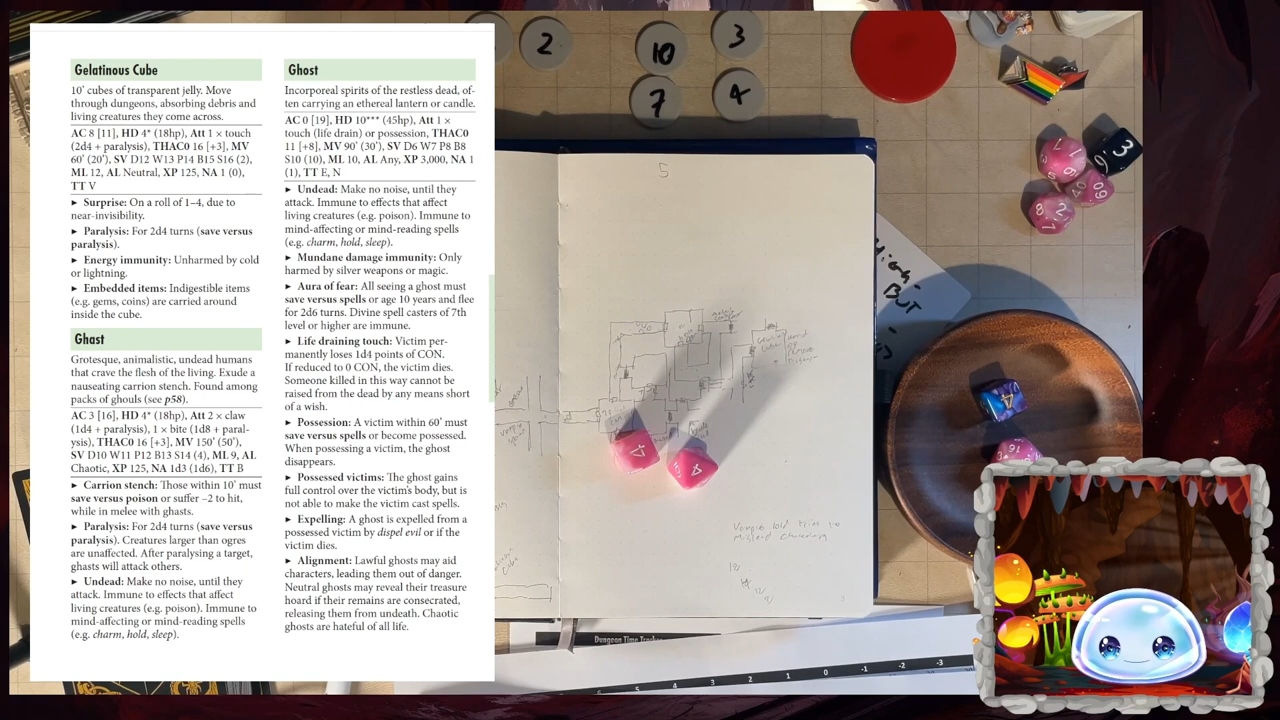 Gelatinous Cube
10' cubes of transparent jelly. Move
through dungeons, absorbing debris and
living creatures they come across.
AC 8 [11], HD 4* (18hp), Att 1 × touch
(2d4 + paralysis), THAC0 16 [+3], MV
60' (20'), SV D12 W13 P14 B15 S16 (2),
ML 12, AL Neutral, XP 125, NA 1 (0),
TT V
► Surprise: On a roll of 1–4, due to
near-invisibility.
► Paralysis: For 2d4 turns (save versus
paralysis).
► Energy immunity: Unharmed by cold
or lightning.
► Embedded items: Indigestible items
(e.g. gems, coins) are carried around
inside the cube.
Ghast
Grotesque, animalistic, undead humans
that crave the flesh of the living. Exude a
nauseating carrion stench. Found among
packs of ghouls (see p58).
AC 3 [16], HD 4* (18hp), Att 2 × claw
(1d4 + paralysis), 1 × bite (1d8 + paral-
ysis), THAC0 16 [+3], MV 150' (50'),
SV D10 W11 P12 B13 S14 (4), ML 9, AL
Chaotic, XP 125, NA 1d3 (1d6), TT B
► Carrion stench: Those within 10' must
save versus poison or suffer –2 to hit,
while in melee with ghasts.
► Paralysis: For 2d4 turns (save versus
paralysis). Creatures larger than ogres
are unaffected. After paralysing a target,
ghasts will attack others.
► Undead: Make no noise, until they
attack. Immune to effects that affect
living creatures (e.g. poison). Immune to
mind-affecting or mind-reading spells
(e.g. charm, hold, sleep).
Ghost
Incorporeal spirits of the restless dead, of-
ten carrying an ethereal lantern or candle.
AC 0 [19], HD 10*** (45hp), Att 1 ×
touch (life drain) or possession, THAC0
11 [+8], MV 90' (30'), SV D6 W7 P8 B8
S10 (10), ML 10, AL Any, XP 3,000, NA 1
(1), TT E, N
► Undead: Make no noise, until they
attack. Immune to effects that affect
living creatures (e.g. poison). Immune to
mind-affecting or mind-reading spells
(e.g. charm, hold, sleep).
► Mundane damage immunity: Only
harmed by silver weapons or magic.
► Aura of fear: All seeing a ghost must
save versus spells or age 10 years and flee
for 2d6 turns. Divine spell casters of 7th
level or higher are immune.
► Life draining touch: Victim per-
manently loses 1d4 points of CON.
If reduced to 0 CON, the victim dies.
Someone killed in this way cannot be
raised from the dead by any means short
of a wish.
► Possession: A victim within 60' must
save versus spells or become possessed.
When possessing a victim, the ghost
disappears.
► Possessed victims: The ghost gains
full control over the victim's body, but is
not able to make the victim cast spells.
► Expelling: A ghost is expelled from a
possessed victim by dispel evil or if the
victim dies.
► Alignment: Lawful ghosts may aid
characters, leading them out of danger.
Neutral ghosts may reveal their treasure
hoard if their remains are consecrated,
releasing them from undeath. Chaotic
ghosts are hateful of all life.
2
10
3
7
4
5
BUT
3
6
4
4
4
Dungeon Time
5 4 3 2 1 0 -1 -2 -3